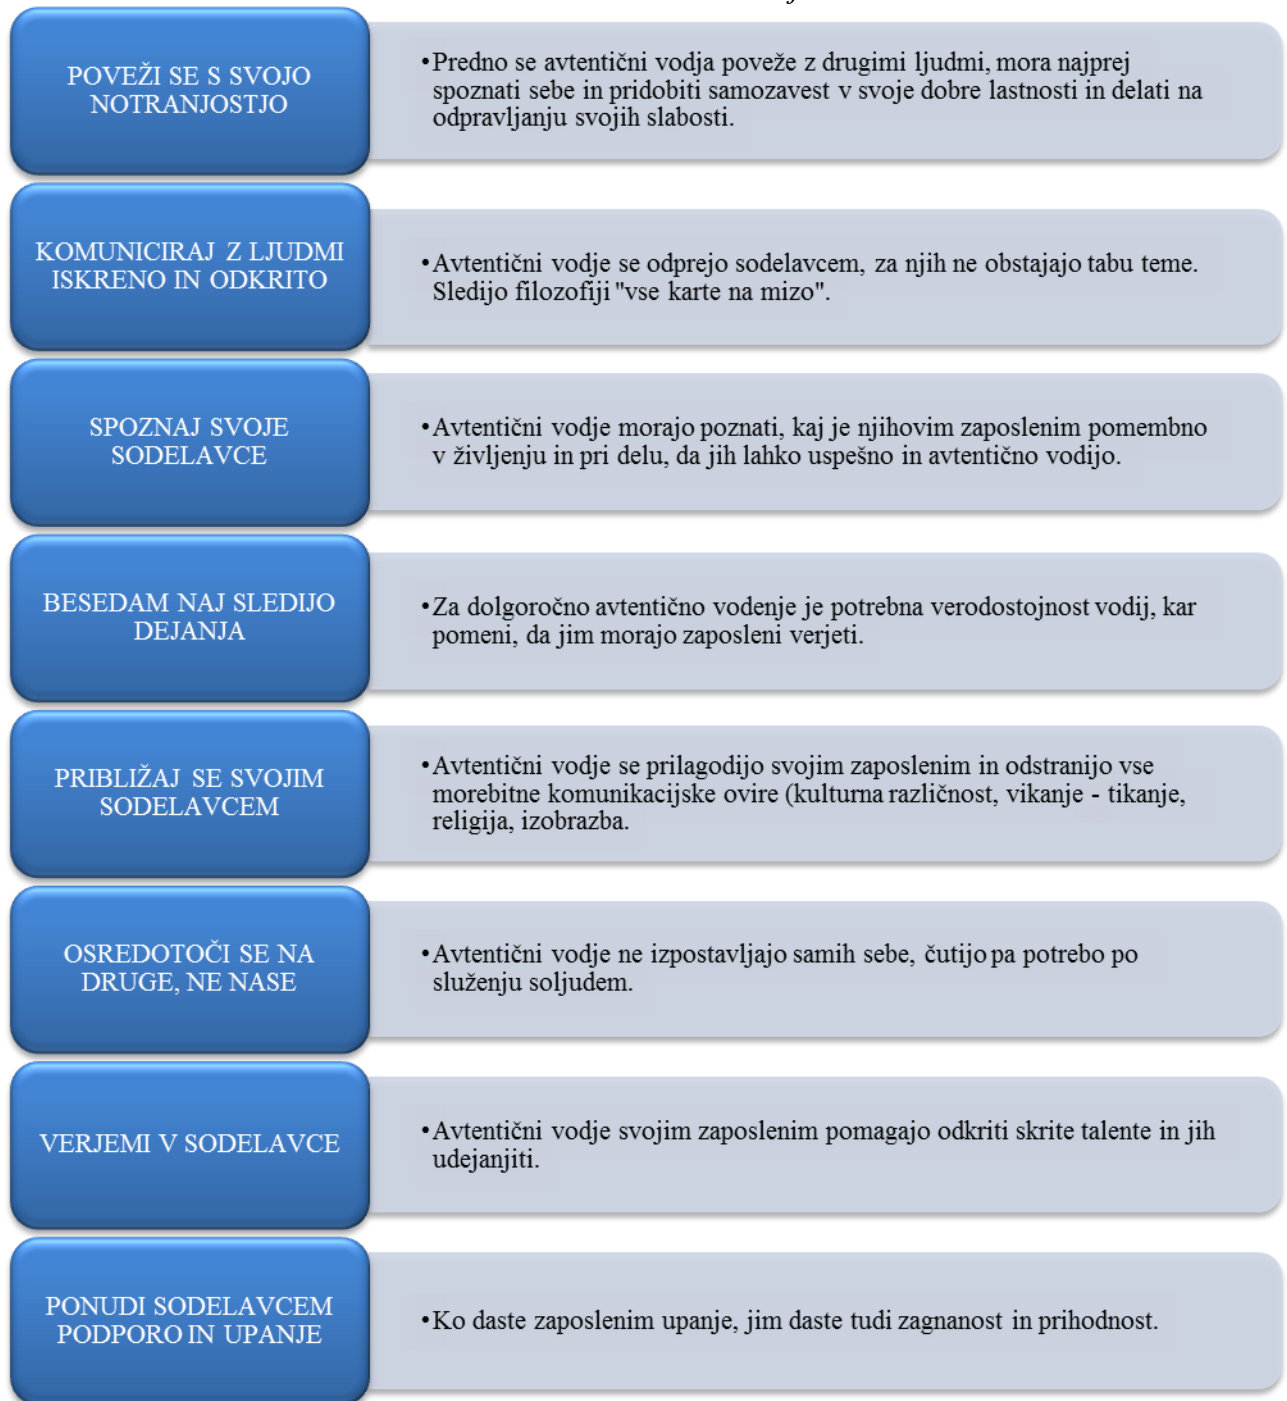 POVEŽI SE S SVOJO
NOTRANJOSTJO
•Predno se avtentični vodja poveže z drugimi ljudmi, mora najprej
spoznati sebe in pridobiti samozavest v svoje dobre lastnosti in delati na
odpravljanju svojih slabosti.
KOMUNICIRAJ Z LJUDMI
ISKRENO IN ODKRITO
•Avtentični vodje se odprejo sodelavcem, za njih ne obstajajo tabu teme.
Sledijo filozofiji "vse karte na mizo".
SPOZNAJ SVOJE
SODELAVCE
•Avtentični vodje morajo poznati, kaj je njihovim zaposlenim pomembno
v življenju in pri delu, da jih lahko uspešno in avtentično vodijo.
BESEDAM NAJ SLEDIJO
DEJANJA
•Za dolgoročno avtentično vodenje je potrebna verodostojnost vodij, kar
pomeni, da jim morajo zaposleni verjeti.
PRIBLIŽAJ SE SVOJIM
SODELAVCEM
•Avtentični vodje se prilagodijo svojim zaposlenim in odstranijo vse
morebitne komunikacijske ovire (kulturna različnost, vikanje - tikanje,
religija, izobrazba.
OSREDOTOČI SE NA
DRUGE, NE NASE
•Avtentični vodje ne izpostavljajo samih sebe, čutijo pa potrebo po
služenju soljudem.
VERJEMI V SODELAVCE
•Avtentični vodje svojim zaposlenim pomagajo odkriti skrite talente in jih
udejanjiti.
PONUDI SODELAVCEM
PODPORO IN UPANJE
•Ko daste zaposlenim upanje, jim daste tudi zagnanost in prihodnost.